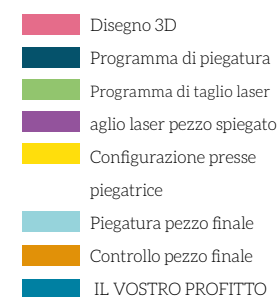 Disegno 3D
Programma di piegatura
Programma di taglio laser
aglio laser pezzo spiegato
Configurazione presse
piegatrice
Piegatura pezzo finale
Controllo pezzo finale
IL VOSTRO PROFITTO